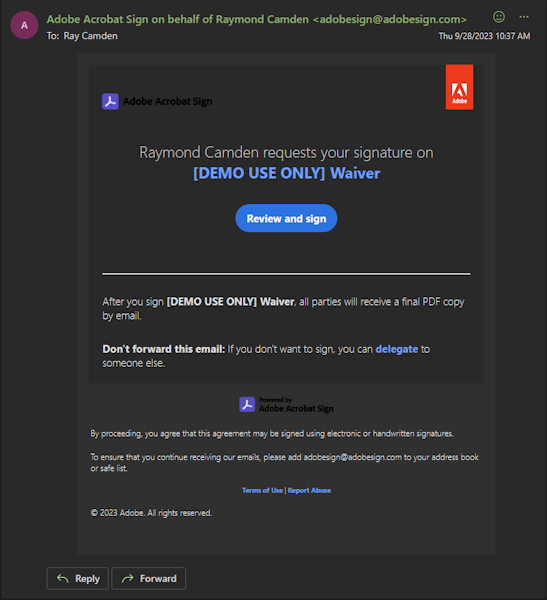 A
Adobe Acrobat Sign on behalf of Raymond Camden <adobesign@adobesign.com>
To: Ray Camden
Thu 9/28/2023 10:37 AM
Adobe Acrobat Sign
Adobe
Raymond Camden requests your signature on
[DEMO USE ONLY] Waiver
Review and sign
After you sign [DEMO USE ONLY] Waiver, all parties will receive a final PDF copy
by email.
Don't forward this email: If you don't want to sign, you can delegate to
someone else.
Powered by
Adobe Acrobat Sign
By proceeding, you agree that this agreement may be signed using electronic or handwritten signatures.
To ensure that you continue receiving our emails, please add adobesign@adobesign.com to your address book
or safe list.
Terms of Use | Report Abuse
© 2023 Adobe. All rights reserved.
Reply
Forward